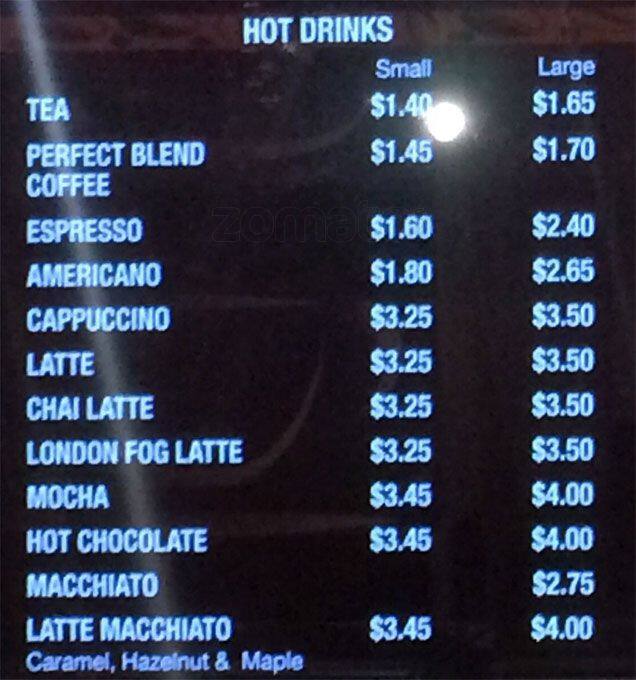 HOT DRINKS
Small Large
TEA $1.40 $1.65
PERFECT BLEND $1.45 $1.70
COFFEE
zomato
ESPRESSO $1.60 $2.40
AMERICANO $1.80 $2.65
CAPPUCCINO $3.25 $3.50
LATTE $3.25 $3.50
CHAI LATTE $3.25 $3.50
LONDON FOG LATTE $3.25 $3.50
MOCHA $3.45 $4.00
HOT CHOCOLATE $3.45 $4.00
MACCHIATO $2.75
LATTE MACCHIATO $3.45 $4.00
Caramel, Hazelnut & Maple